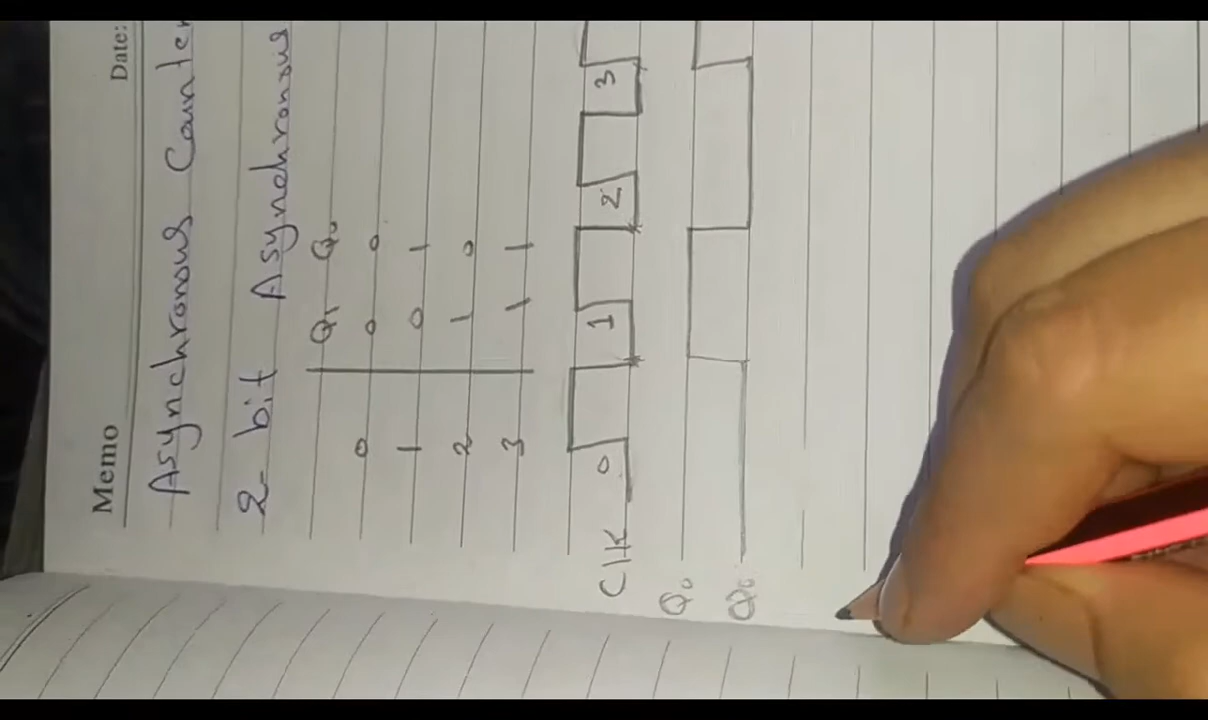 Memo Date:
Asynchronous Counter
2-bit Asynchronous
Q1 Q0
0 0 0
1 0 1
2 1 0
3 1 1
Clk 0 1 2 3
Q0
Q0